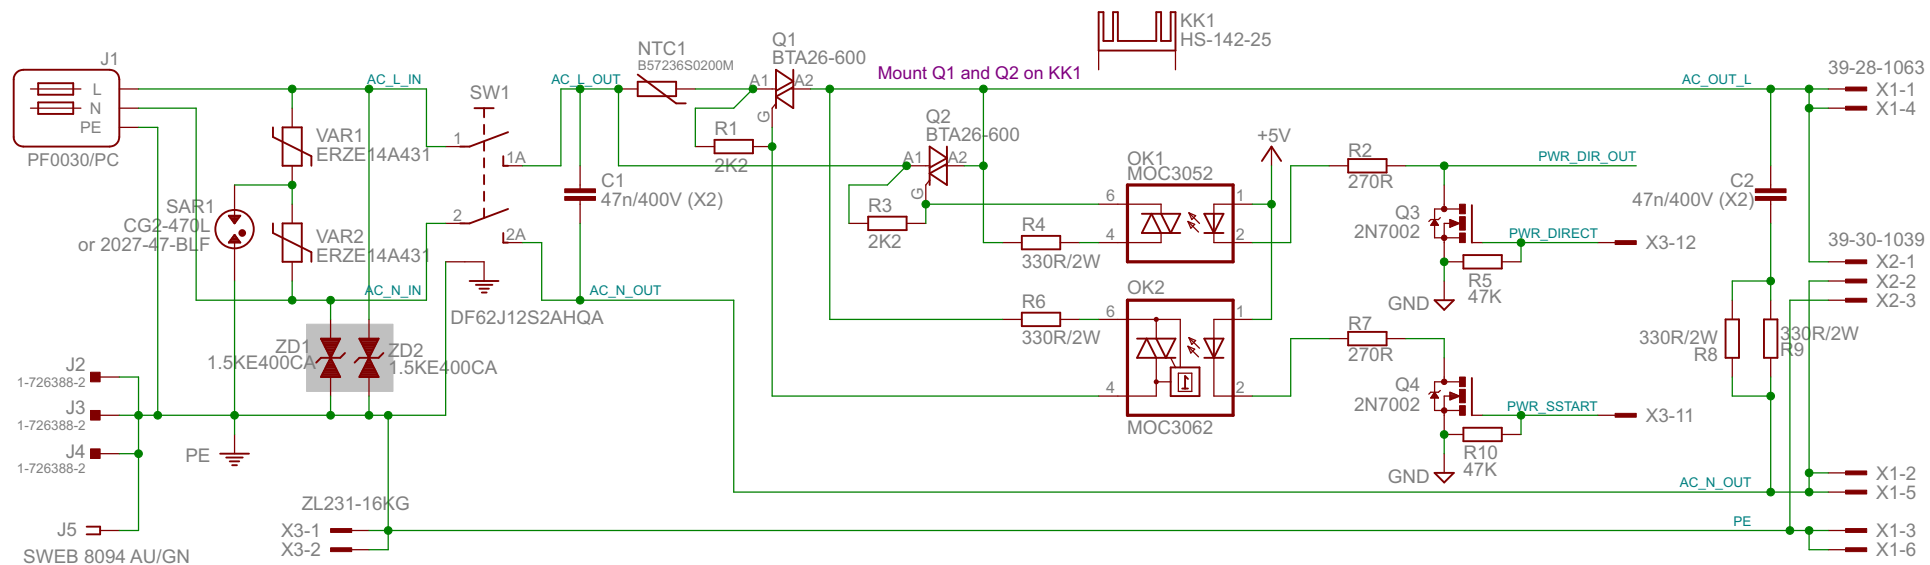 J1
L
N
PE
PF0030/PC
AC_L_IN
VAR1
ERZE14A431
SAR1
CG2-470L
or 2027-47-BLF
VAR2
ERZE14A431
AC_N_IN
ZD1
1.5KE400CA
ZD2
1.5KE400CA
J2
1-726388-2
J3
1-726388-2
J4
1-726388-2
PE
J5
SWEB 8094 AU/GN
ZL231-16KG
X3-1
X3-2
SW1
1
1A
2
2A
DF62J12S2AHQA
AC_L_OUT
C1
47n/400V (X2)
AC_N_OUT
NTC1
B57236S0200M
Q1
BTA26-600
A1
A2
G
R1
2K2
Mount Q1 and Q2 on KK1
KK1
HS-142-25
Q2
BTA26-600
A1
A2
G
R3
2K2
R4
330R/2W
R6
330R/2W
OK1
MOC3052
6
4
1
2
OK2
6
4
1
2
MOC3062
+5V
R2
270R
PWR_DIR_OUT
Q3
2N7002
PWR_DIRECT
X3-12
R5
47K
GND
R7
270R
Q4
2N7002
PWR_SSTART
X3-11
R10
47K
GND
AC_OUT_L
C2
47n/400V (X2)
330R/2W
R8
330R/2W
R9
AC_N_OUT
PE
39-28-1063
X1-1
X1-4
39-30-1039
X2-1
X2-2
X2-3
X1-2
X1-5
X1-3
X1-6